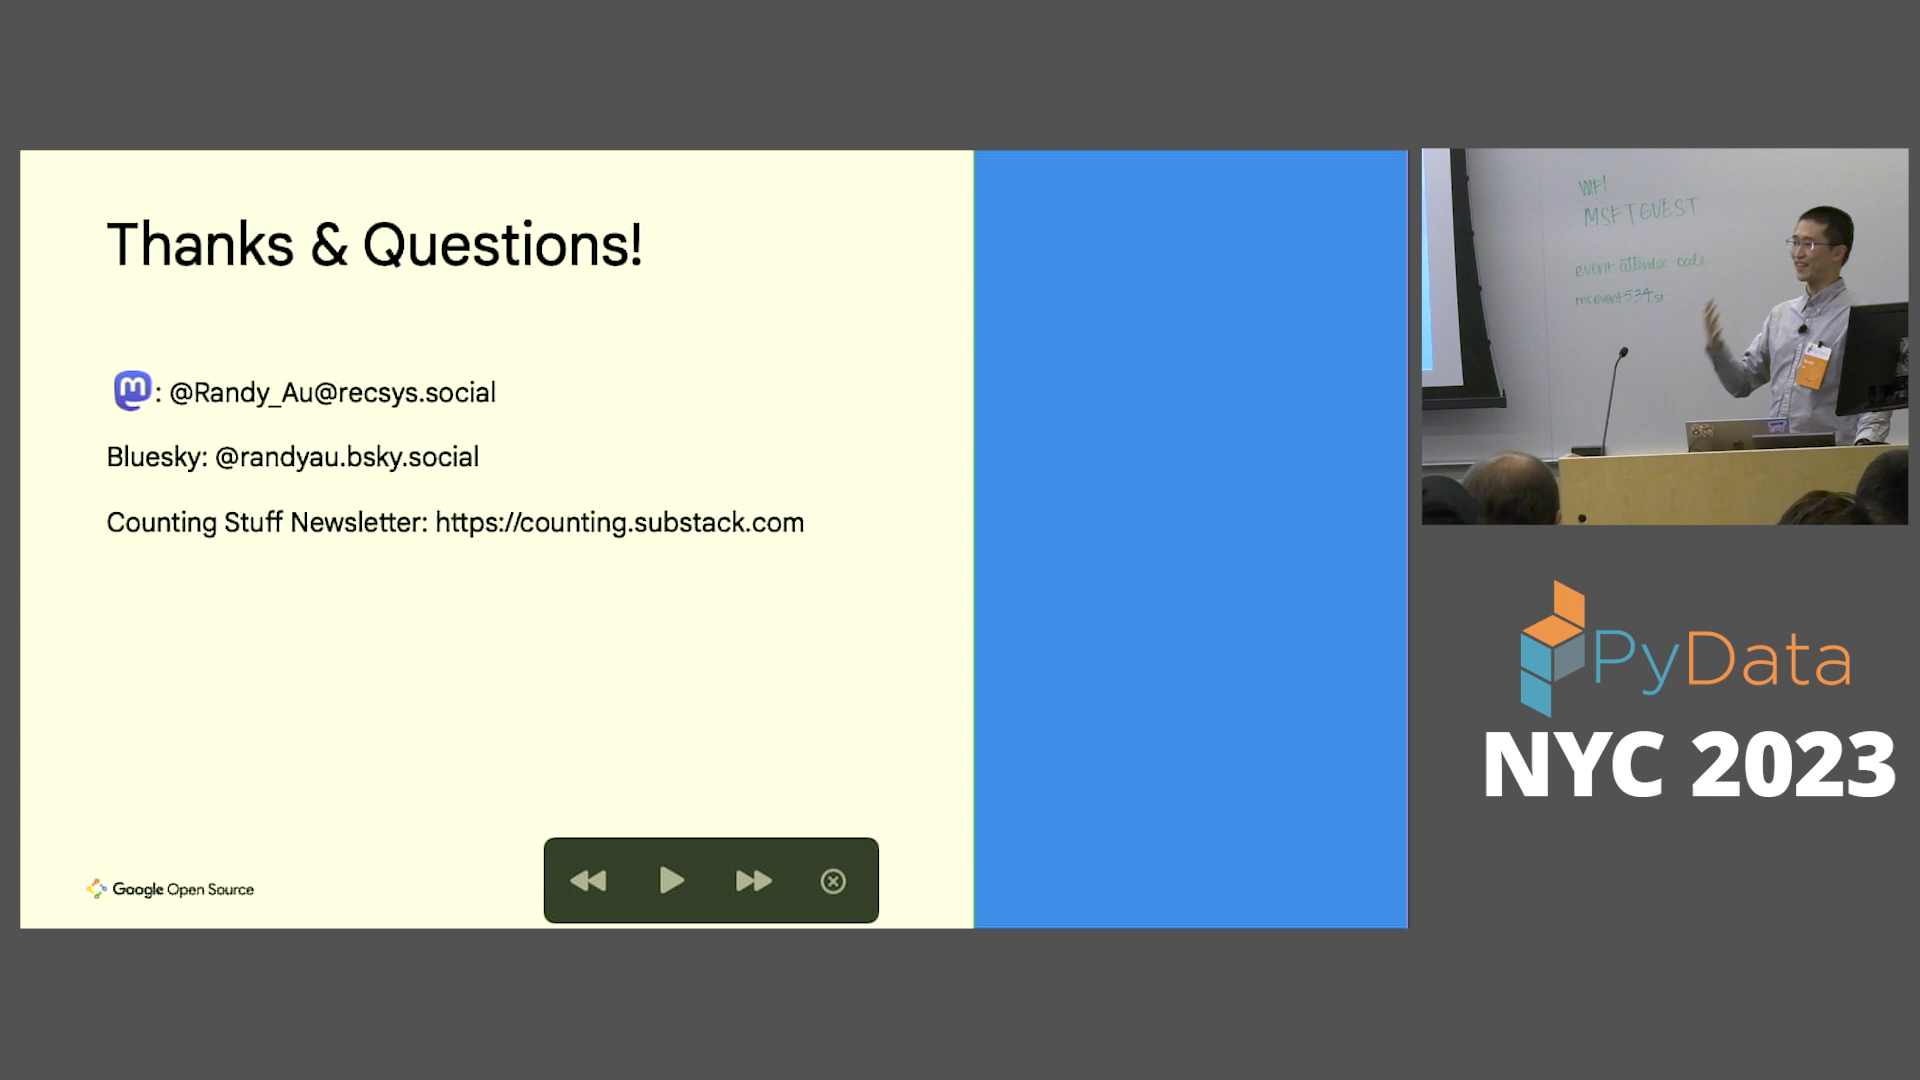 Thanks & Questions!
: @Randy_Au@recsys.social
Bluesky: @randyau.bsky.social
Counting Stuff Newsletter: https://counting.substack.com
Google Open Source
WIFI
MSFTGUEST
event attendee code
PyData
NYC 2023